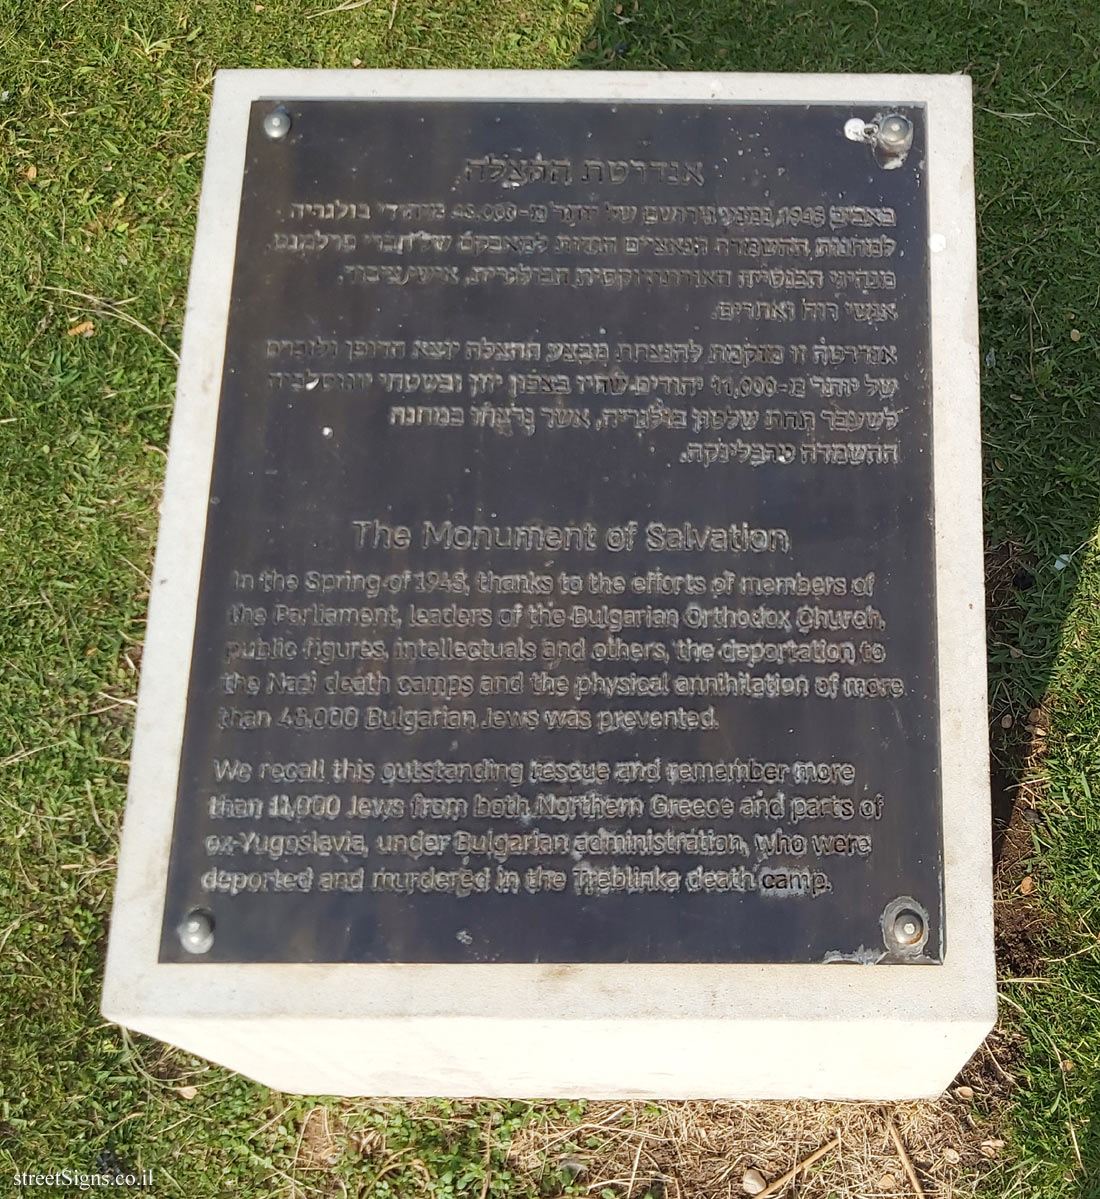 אנדרטת ההצלה
באביב 1943, נמנע גירושם של יותר מ-48.000 מיהודי בולגריה
למחנות ההשמדה הנאציים הודות למאבקם של חברי פרלמנט,
מנהיגי הכנסייה האורתודוקסית הבולגרית, אישי ציבור,
אנשי רוח ואחרים.
אנדרטה זו מוקמת להנצחת מבצע ההצלה יוצא הדופן ולזכרם
של יותר מ-11,000 יהודים שחיו בצפון יוון ובשטחי יוגוסלביה
לשעבר תחת שלטון בולגריה, אשר נרצחו במחנה
ההשמדה טרבלינקה.
The Monument of Salvation
In the Spring of 1943, thanks to the efforts of members of
the Parliament, leaders of the Bulgarian Orthodox Church,
public figures, intellectuals and others, the deportation to
the Nazi death camps and the physical annihilation of more
than 48,000 Bulgarian Jews was prevented.
We recall this outstanding rescue and remember more
than 11,000 Jews from both Northern Greece and parts of
ex-Yugoslavia, under Bulgarian administration, who were
deported and murdered in the Treblinka death camp.
streetSigns.co.il